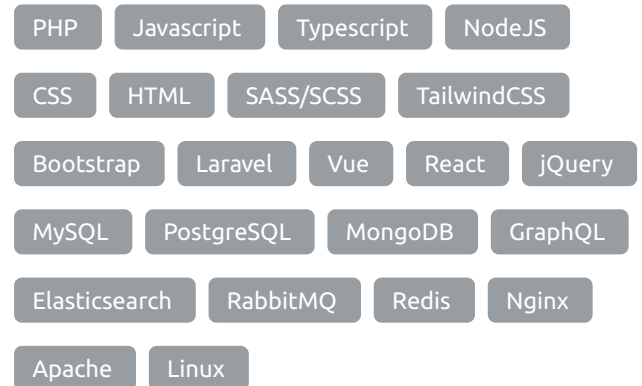 PHP Javascript Typescript NodeJS
CSS HTML SASS/SCSS TailwindCSS
Bootstrap Laravel Vue React jQuery
MySQL PostgreSQL MongoDB GraphQL
Elasticsearch RabbitMQ Redis Nginx
Apache Linux